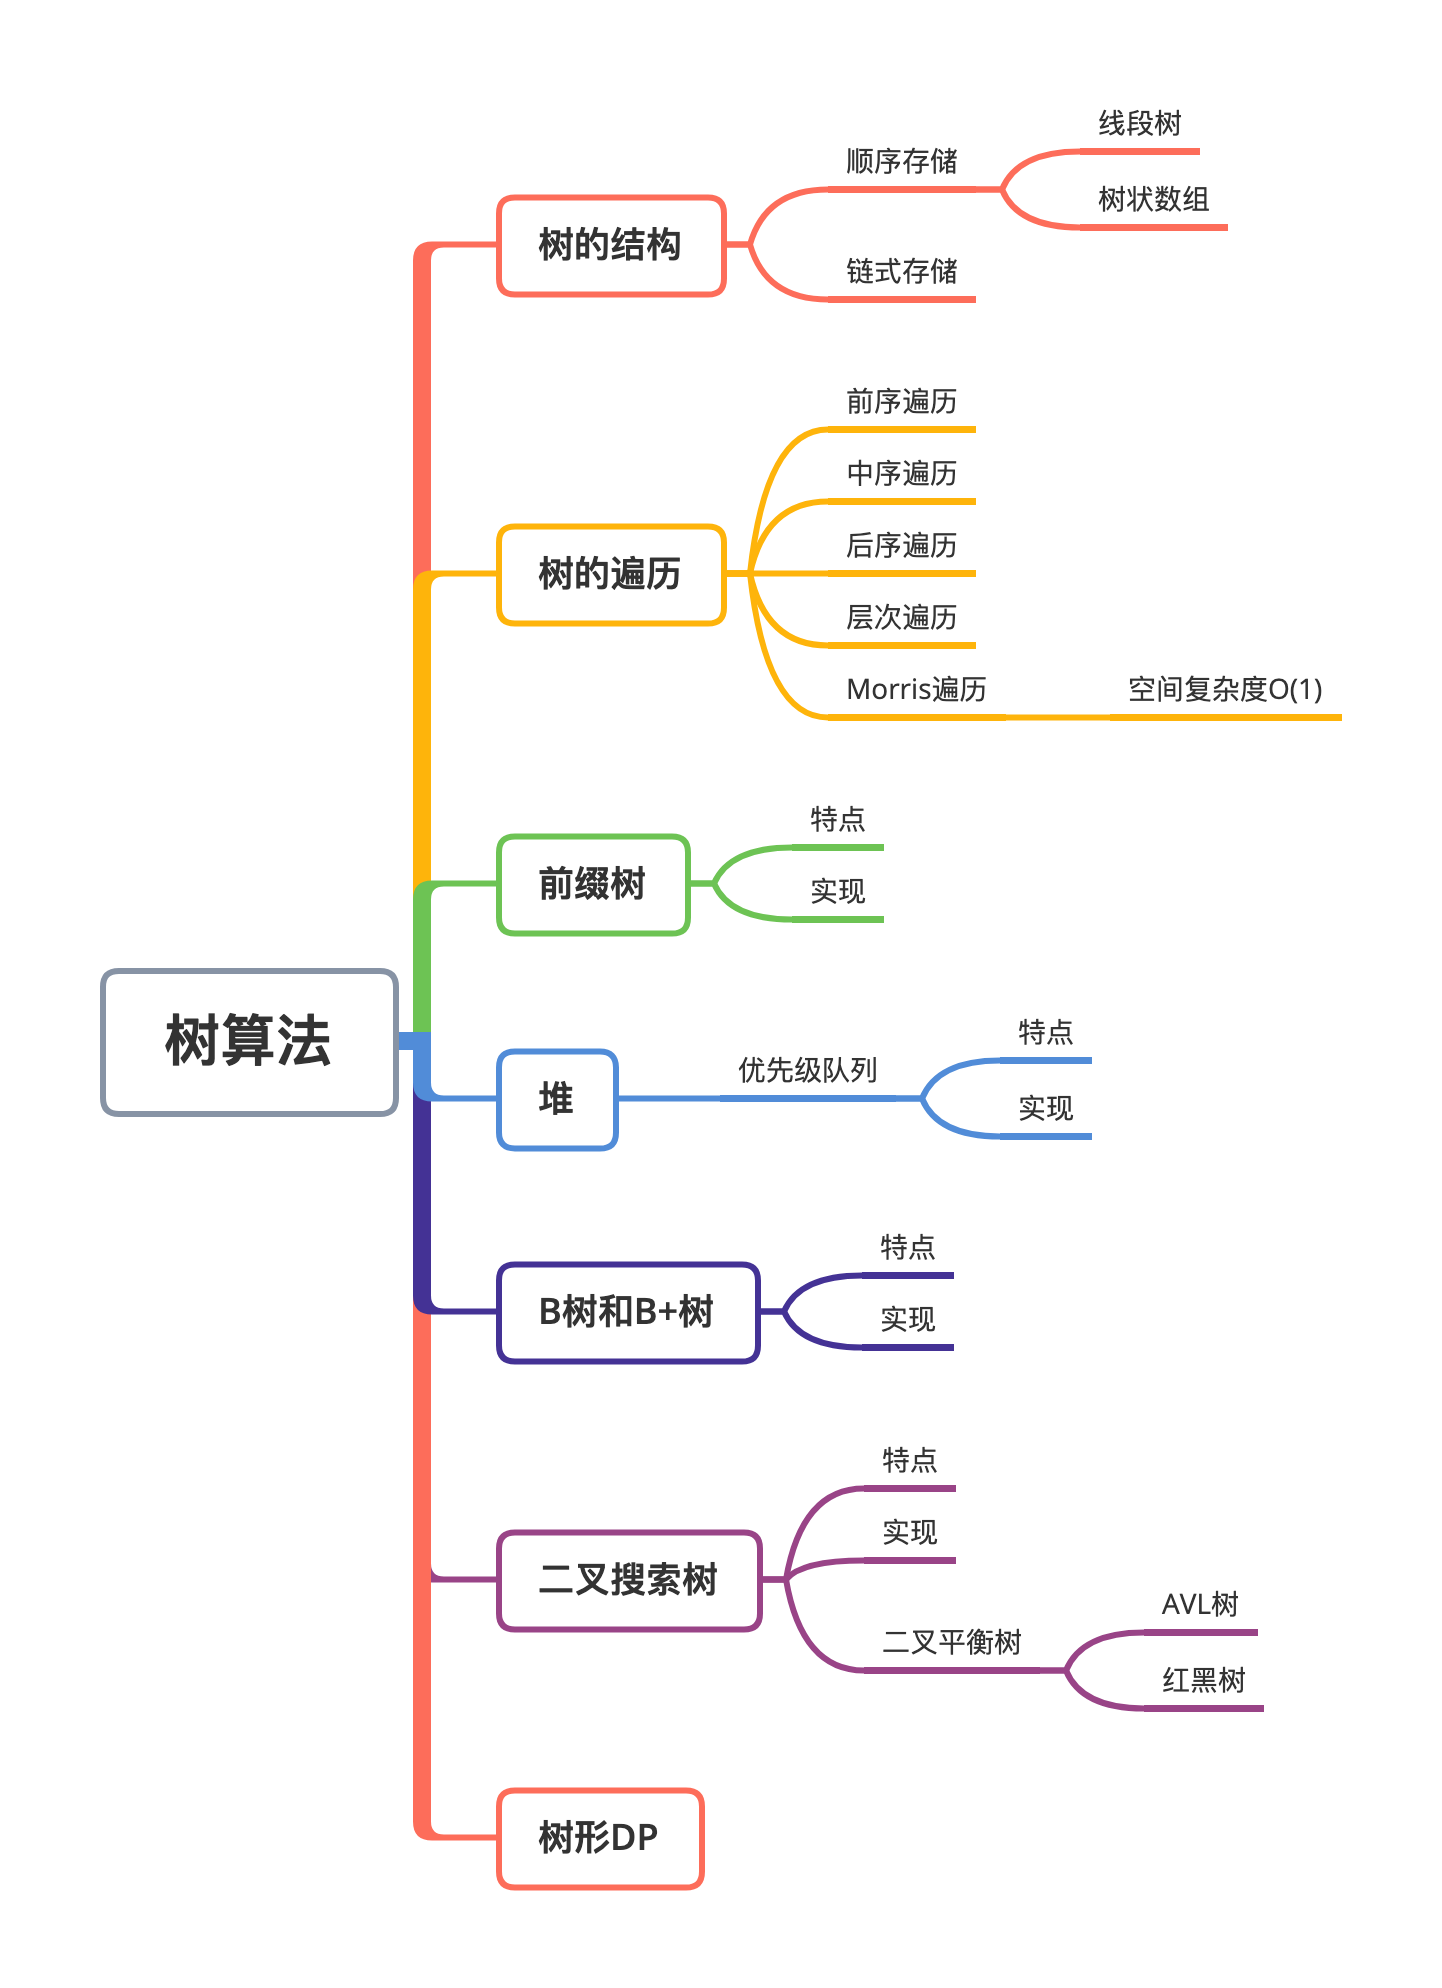 树算法
树的结构
顺序存储
线段树
树状数组
链式存储
树的遍历
前序遍历
中序遍历
后序遍历
层次遍历
Morris遍历
空间复杂度O(1)
前缀树
特点
实现
堆
优先级队列
特点
实现
B树和B+树
特点
实现
二叉搜索树
特点
实现
二叉平衡树
AVL树
红黑树
树形DP